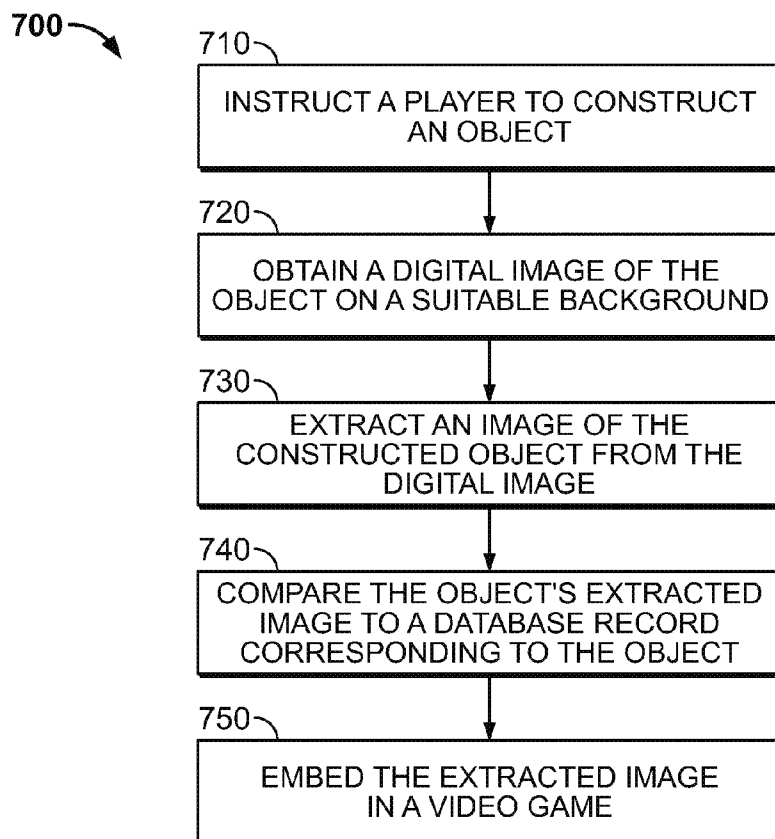 700
710
INSTRUCT A PLAYER TO CONSTRUCT
AN OBJECT
720
OBTAIN A DIGITAL IMAGE OF THE
OBJECT ON A SUITABLE BACKGROUND
730
EXTRACT AN IMAGE OF THE
CONSTRUCTED OBJECT FROM THE
DIGITAL IMAGE
740
COMPARE THE OBJECT'S EXTRACTED
IMAGE TO A DATABASE RECORD
CORRESPONDING TO THE OBJECT
750
EMBED THE EXTRACTED IMAGE
IN A VIDEO GAME